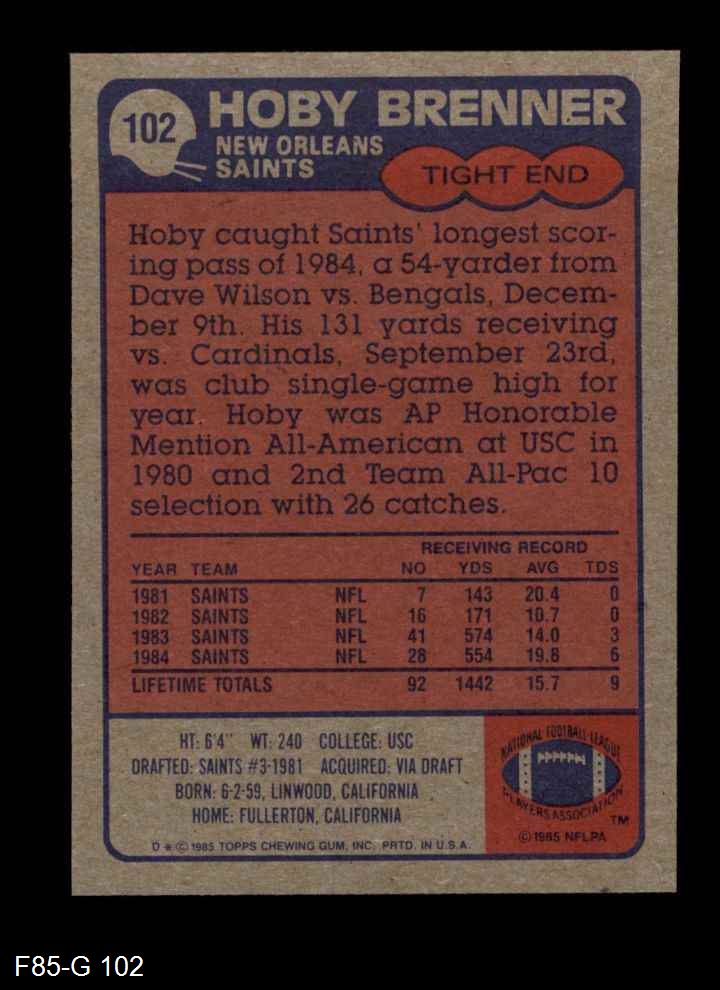 102
HOBY BRENNER
NEW ORLEANS
SAINTS
TIGHT END
Hoby caught Saints' longest scor-
ing pass of 1984, a 54-yarder from
Dave Wilson vs. Bengals, Decem-
ber 9th. His 131 yards receiving
vs. Cardinals, September 23rd,
was club single-game high for
year. Hoby was AP Honorable
Mention All-American at USC in
1980 and 2nd Team All-Pac 10
selection with 26 catches.
RECEIVING RECORD
YEAR TEAM NO YDS AVG TDS
1981 SAINTS NFL 7 143 20.4 0
1982 SAINTS NFL 16 171 10.7 0
1983 SAINTS NFL 41 574 14.0 3
1984 SAINTS NFL 28 554 19.8 6
LIFETIME TOTALS 92 1442 15.7 9
HT: 6'4" WT: 240 COLLEGE: USC
DRAFTED: SAINTS #3-1981 ACQUIRED: VIA DRAFT
BORN: 6-2-59, LINWOOD, CALIFORNIA
HOME: FULLERTON, CALIFORNIA
D * © 1985 TOPPS CHEWING GUM, INC. PRTD. IN U.S.A.
NATIONAL FOOTBALL LEAGUE
PLAYERS ASSOCIATION
TM
© 1985 NFLPA
F85-G 102